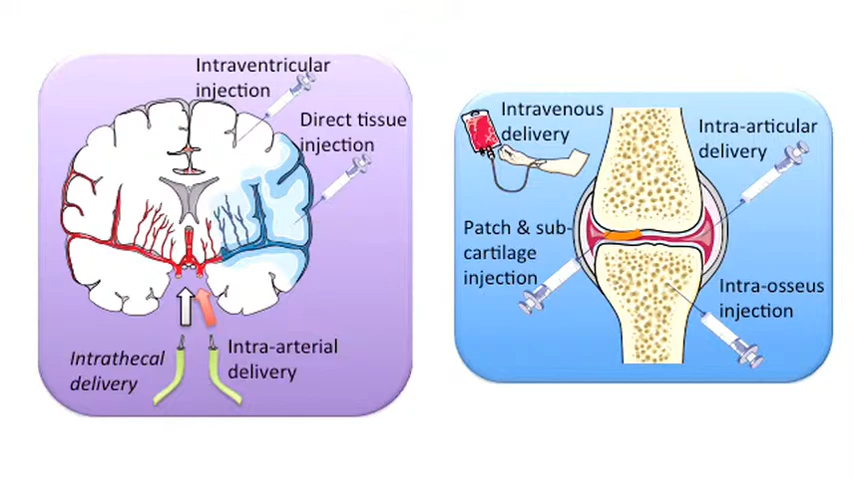 Intraventricular
injection
Direct tissue
injection
Intrathecal
delivery
Intra-arterial
delivery
Intravenous
delivery
Intra-articular
delivery
Patch & sub-
cartilage
injection
Intra-osseus
injection